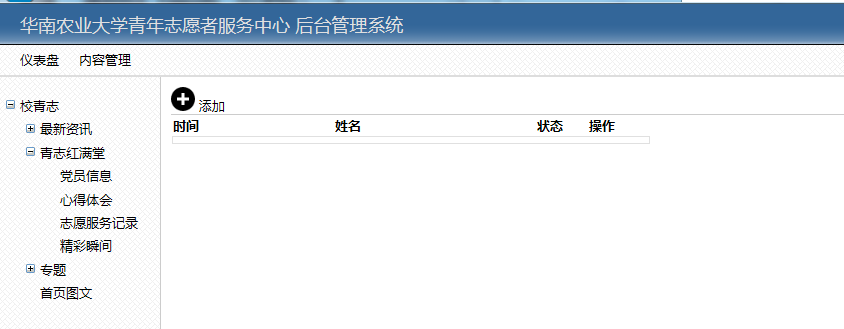 华南农业大学青年志愿者服务中心 后台管理系统
仪表盘 内容管理
校青志
最新资讯
青志红满堂
党员信息
心得体会
志愿服务记录
精彩瞬间
专题
首页图文
添加
时间 姓名 状态 操作